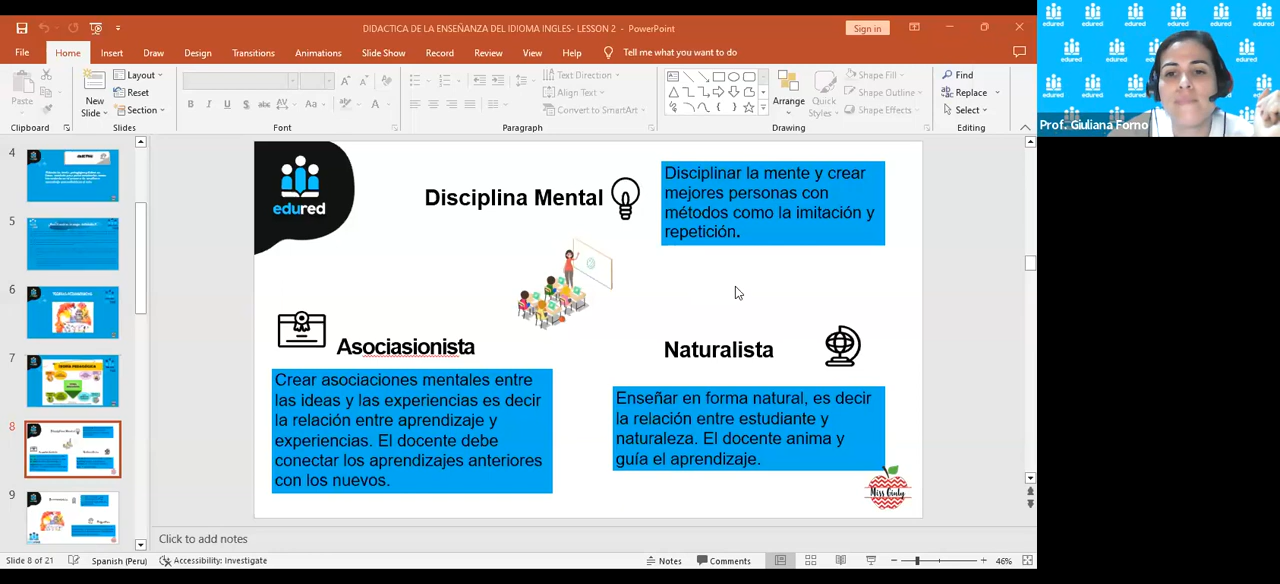 DIDACTICA DE LA ENSEÑANZA DEL IDIOMA INGLES- LESSON 2 - PowerPoint
Sign in
File Home Insert Draw Design Transitions Animations Slide Show Record Review View Help Tell me what you want to do
Paste
New
Slide
Layout
Reset
Section
Text Direction
Align Text
Convert to SmartArt
Arrange
Quick
Styles
Shape Fill
Shape Outline
Shape Effects
Find
Replace
Select
Clipboard Slides Font Paragraph Drawing Editing
edured
Prof. Giuliana Forno
4
5
6
7
8
9
edured
Disciplina Mental
Disciplinar la mente y crear
mejores personas con
métodos como la imitación y
repetición.
Asociasionista
Crear asociaciones mentales entre
las ideas y las experiencias es decir
la relación entre aprendizaje y
experiencias. El docente debe
conectar los aprendizajes anteriores
con los nuevos.
Naturalista
Enseñar en forma natural, es decir
la relación entre estudiante y
naturaleza. El docente anima y
guía el aprendizaje.
Click to add notes
Slide 8 of 21 Spanish (Peru) Accessibility: Investigate Notes Comments 46%